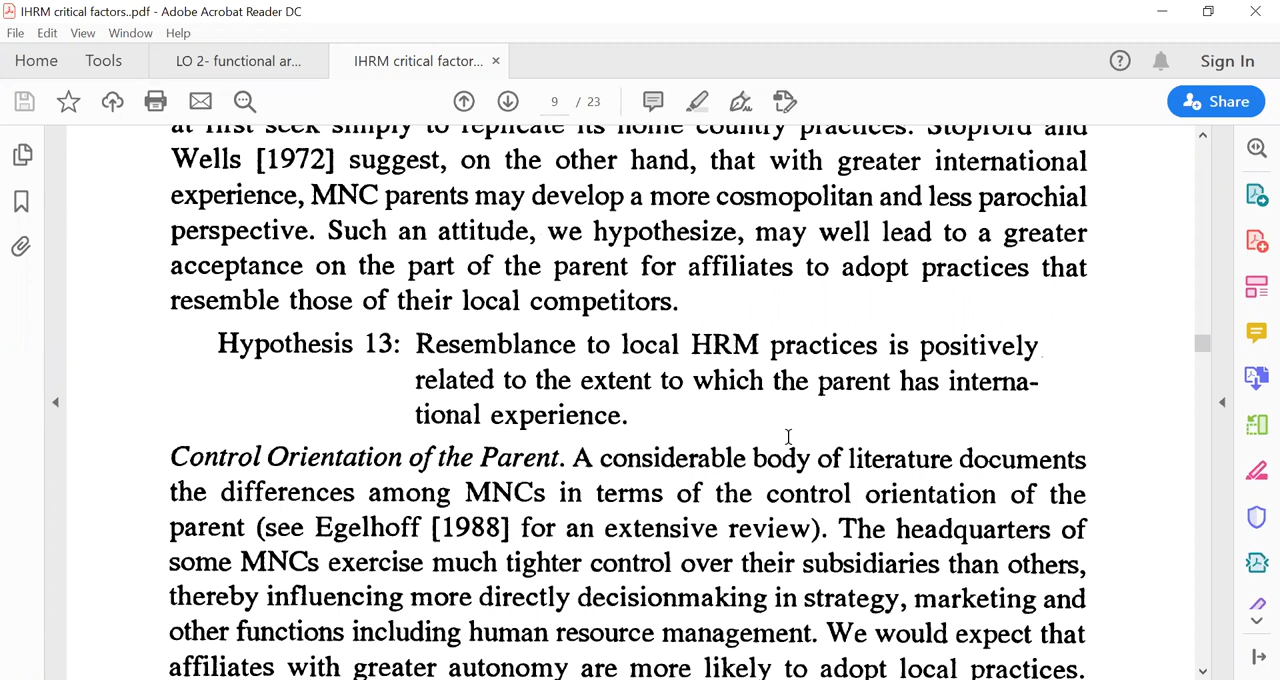 IHRM critical factors..pdf - Adobe Acrobat Reader DC
File Edit View Window Help
Home Tools LO 2- functional ar... IHRM critical factor... × Sign In
9 / 23 Share
at first seek simply to replicate its home country practices. Stopford and
Wells [1972] suggest, on the other hand, that with greater international
experience, MNC parents may develop a more cosmopolitan and less parochial
perspective. Such an attitude, we hypothesize, may well lead to a greater
acceptance on the part of the parent for affiliates to adopt practices that
resemble those of their local competitors.
Hypothesis 13: Resemblance to local HRM practices is positively
related to the extent to which the parent has interna-
tional experience.
Control Orientation of the Parent. A considerable body of literature documents
the differences among MNCs in terms of the control orientation of the
parent (see Egelhoff [1988] for an extensive review). The headquarters of
some MNCs exercise much tighter control over their subsidiaries than others,
thereby influencing more directly decisionmaking in strategy, marketing and
other functions including human resource management. We would expect that
affiliates with greater autonomy are more likely to adopt local practices.